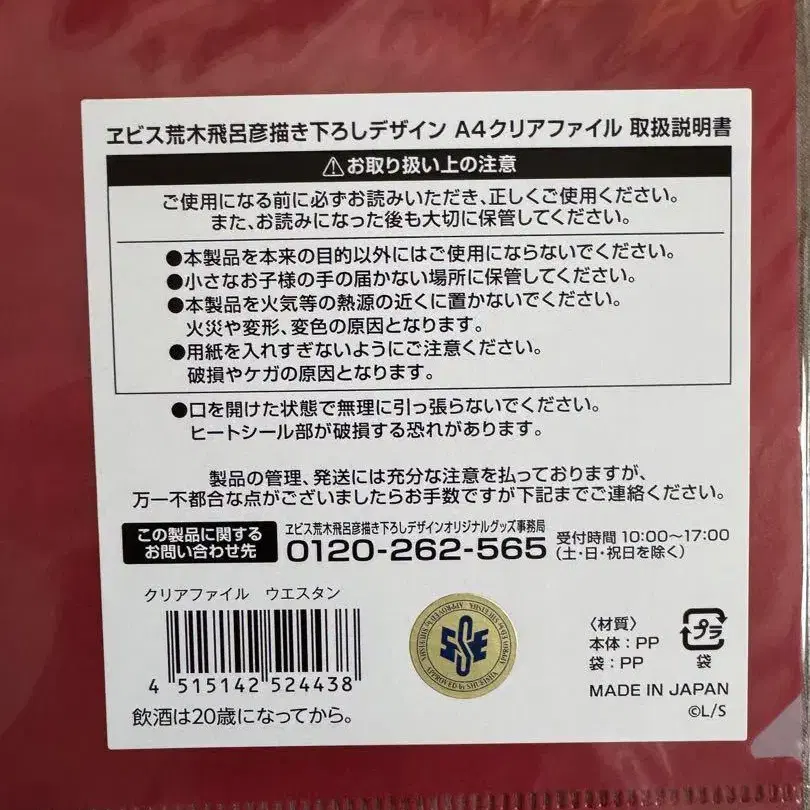 ヱビス荒木飛呂彦描き下ろしデザイン A4クリアファイル 取扱説明書
⚠お取り扱い上の注意
ご使用になる前に必ずお読みいただき、正しくご使用ください。
また、お読みになった後も大切に保管してください。
●本製品を本来の目的以外にはご使用にならないでください。
●小さなお子様の手の届かない場所に保管してください。
●本製品を火気等の熱源の近くに置かないでください。
火災や変形、変色の原因となります。
●用紙を入れすぎないようにご注意ください。
破損やケガの原因となります。
●口を開けた状態で無理に引っ張らないでください。
ヒートシール部が破損する恐れがあります。
製品の管理、発送には充分な注意を払っておりますが、
万一不都合な点がございましたらお手数ですが下記までご連絡ください。
この製品に関する
お問い合わせ先
ヱビス荒木飛呂彦描き下ろしデザインオリジナルグッズ事務局
0120-262-565
受付時間 10:00〜17:00
(土・日・祝日を除く)
クリアファイル ウエスタン
4 515142 524438
飲酒は20歳になってから。
APPROVED by SHUEISHA
〈材質〉
本体:PP
袋:PP
プラ
袋
MADE IN JAPAN
©L/S